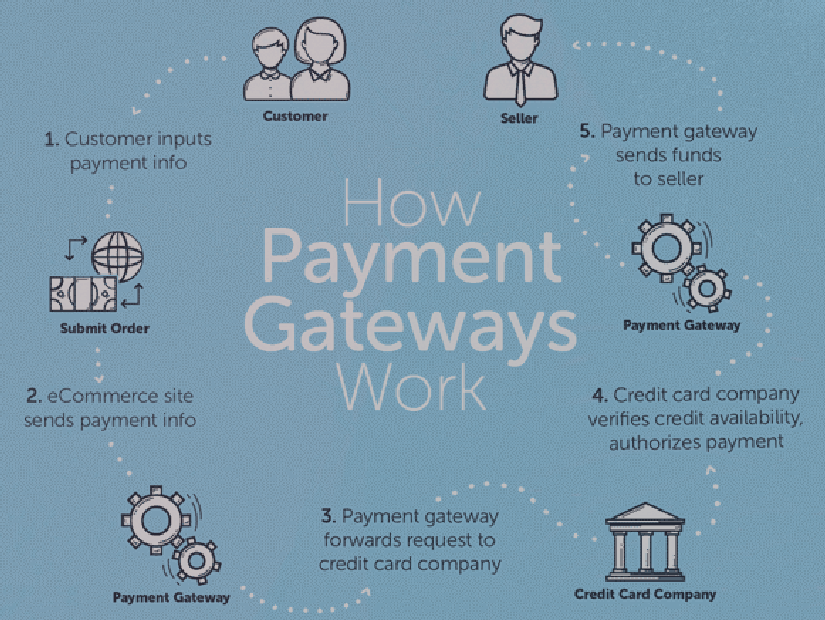 How
Payment
Gateways
Work
Customer
1. Customer inputs
payment info
Submit Order
2. eCommerce site
sends payment info
Payment Gateway
3. Payment gateway
forwards request to
credit card company
Credit Card Company
4. Credit card company
verifies credit availability,
authorizes payment
Payment Gateway
5. Payment gateway
sends funds
to seller
Seller